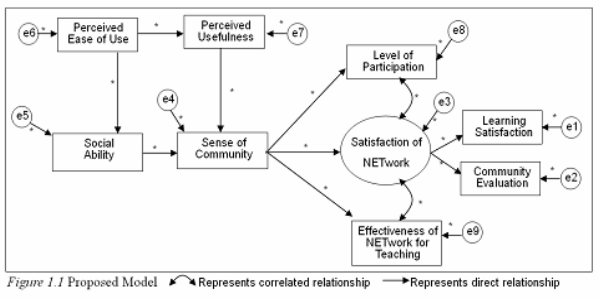 e6
*
Perceived
Ease of Use
*
Perceived
Usefulness
*
e7
e8
*
Level of
Participation
*
*
*
*
e5
*
e4
*
Social
Ability
*
Sense of
Community
*
*
e3
*
Satisfaction of
NETwork
*
*
Learning
Satisfaction
*
e1
Community
Evaluation
*
e2
*
*
Effectiveness of
NETwork for
Teaching
*
e9
Figure 1.1 Proposed Model Represents correlated relationship Represents direct relationship